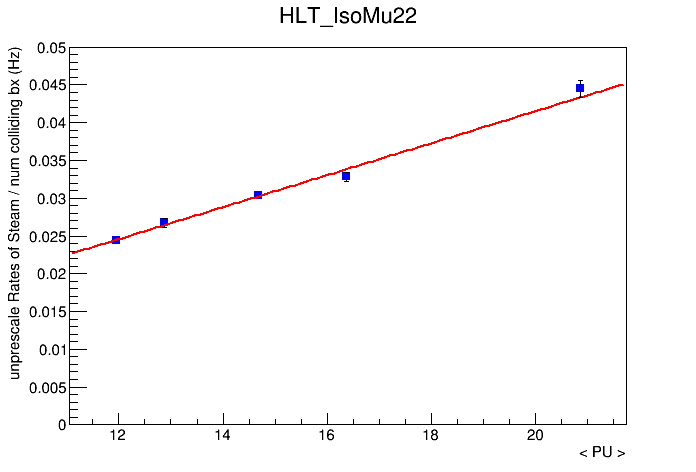 HLT_IsoMu22
unprescale Rates of Steam / num colliding bx (Hz)
0.05
0.045
0.04
0.035
0.03
0.025
0.02
0.015
0.01
0.005
0
12 14 16 18 20
< PU >